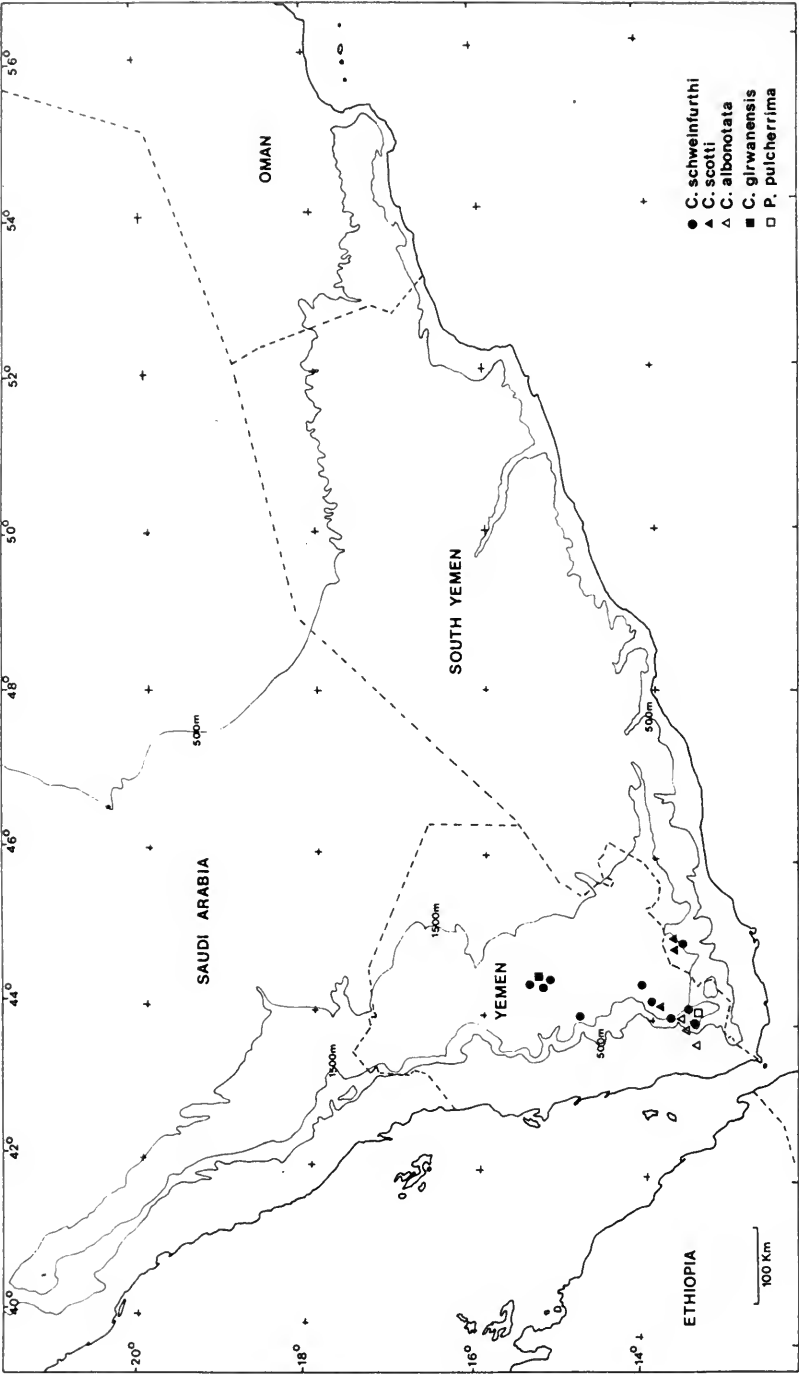 40°
42°
44°
46°
48°
50°
52°
54°
56°
20°
18°
16°
14°
SAUDI ARABIA
500m
OMAN
1500m
1500m
YEMEN
SOUTH YEMEN
500m
500m
ETHIOPIA
100 Km
C. schweinfurthi
C. scotti
C. albonotata
C. girwanensis
P. pulcherrima